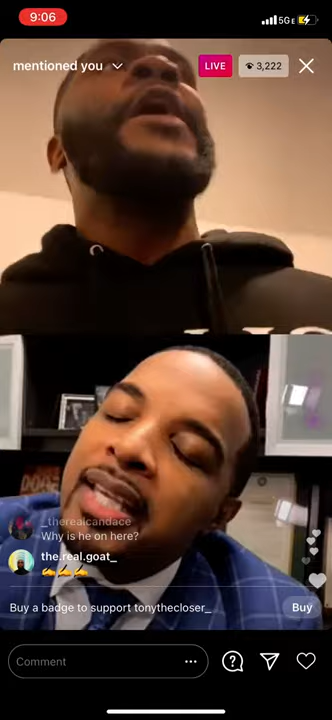 9:06
5GE
mentioned you
LIVE
3,222
_therealcandace
Why is he on here?
the.real.goat_
✍️✍️✍️
Buy a badge to support tonythecloser_
Buy
Comment